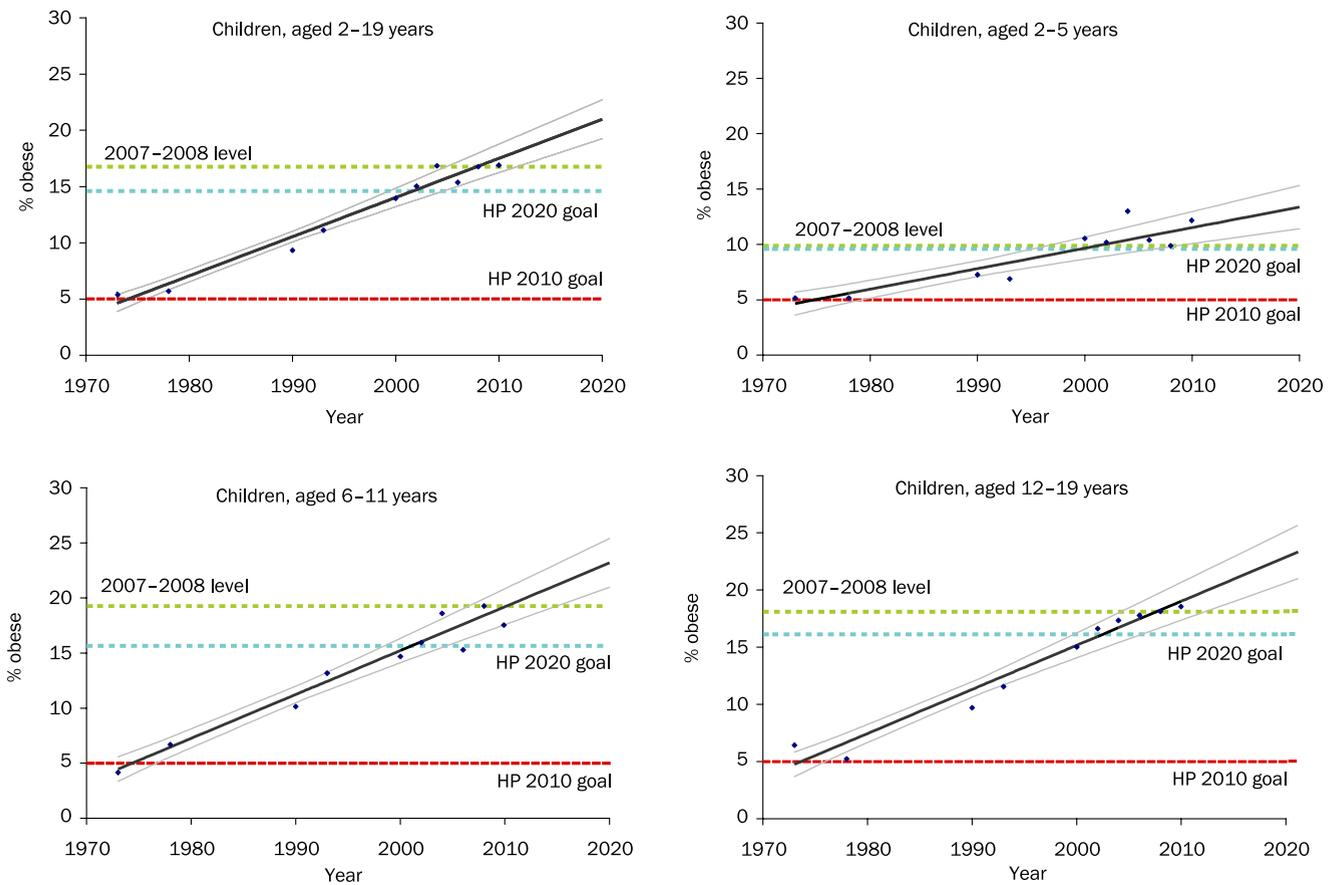 Children, aged 2–19 years
30
25
20
15
10
5
0
% obese
2007–2008 level
HP 2020 goal
HP 2010 goal
1970 1980 1990 2000 2010 2020
Year
Children, aged 2–5 years
30
25
20
15
10
5
0
% obese
2007–2008 level
HP 2020 goal
HP 2010 goal
1970 1980 1990 2000 2010 2020
Year
Children, aged 6–11 years
30
25
20
15
10
5
0
% obese
2007–2008 level
HP 2020 goal
HP 2010 goal
1970 1980 1990 2000 2010 2020
Year
Children, aged 12–19 years
30
25
20
15
10
5
0
% obese
2007–2008 level
HP 2020 goal
HP 2010 goal
1970 1980 1990 2000 2010 2020
Year